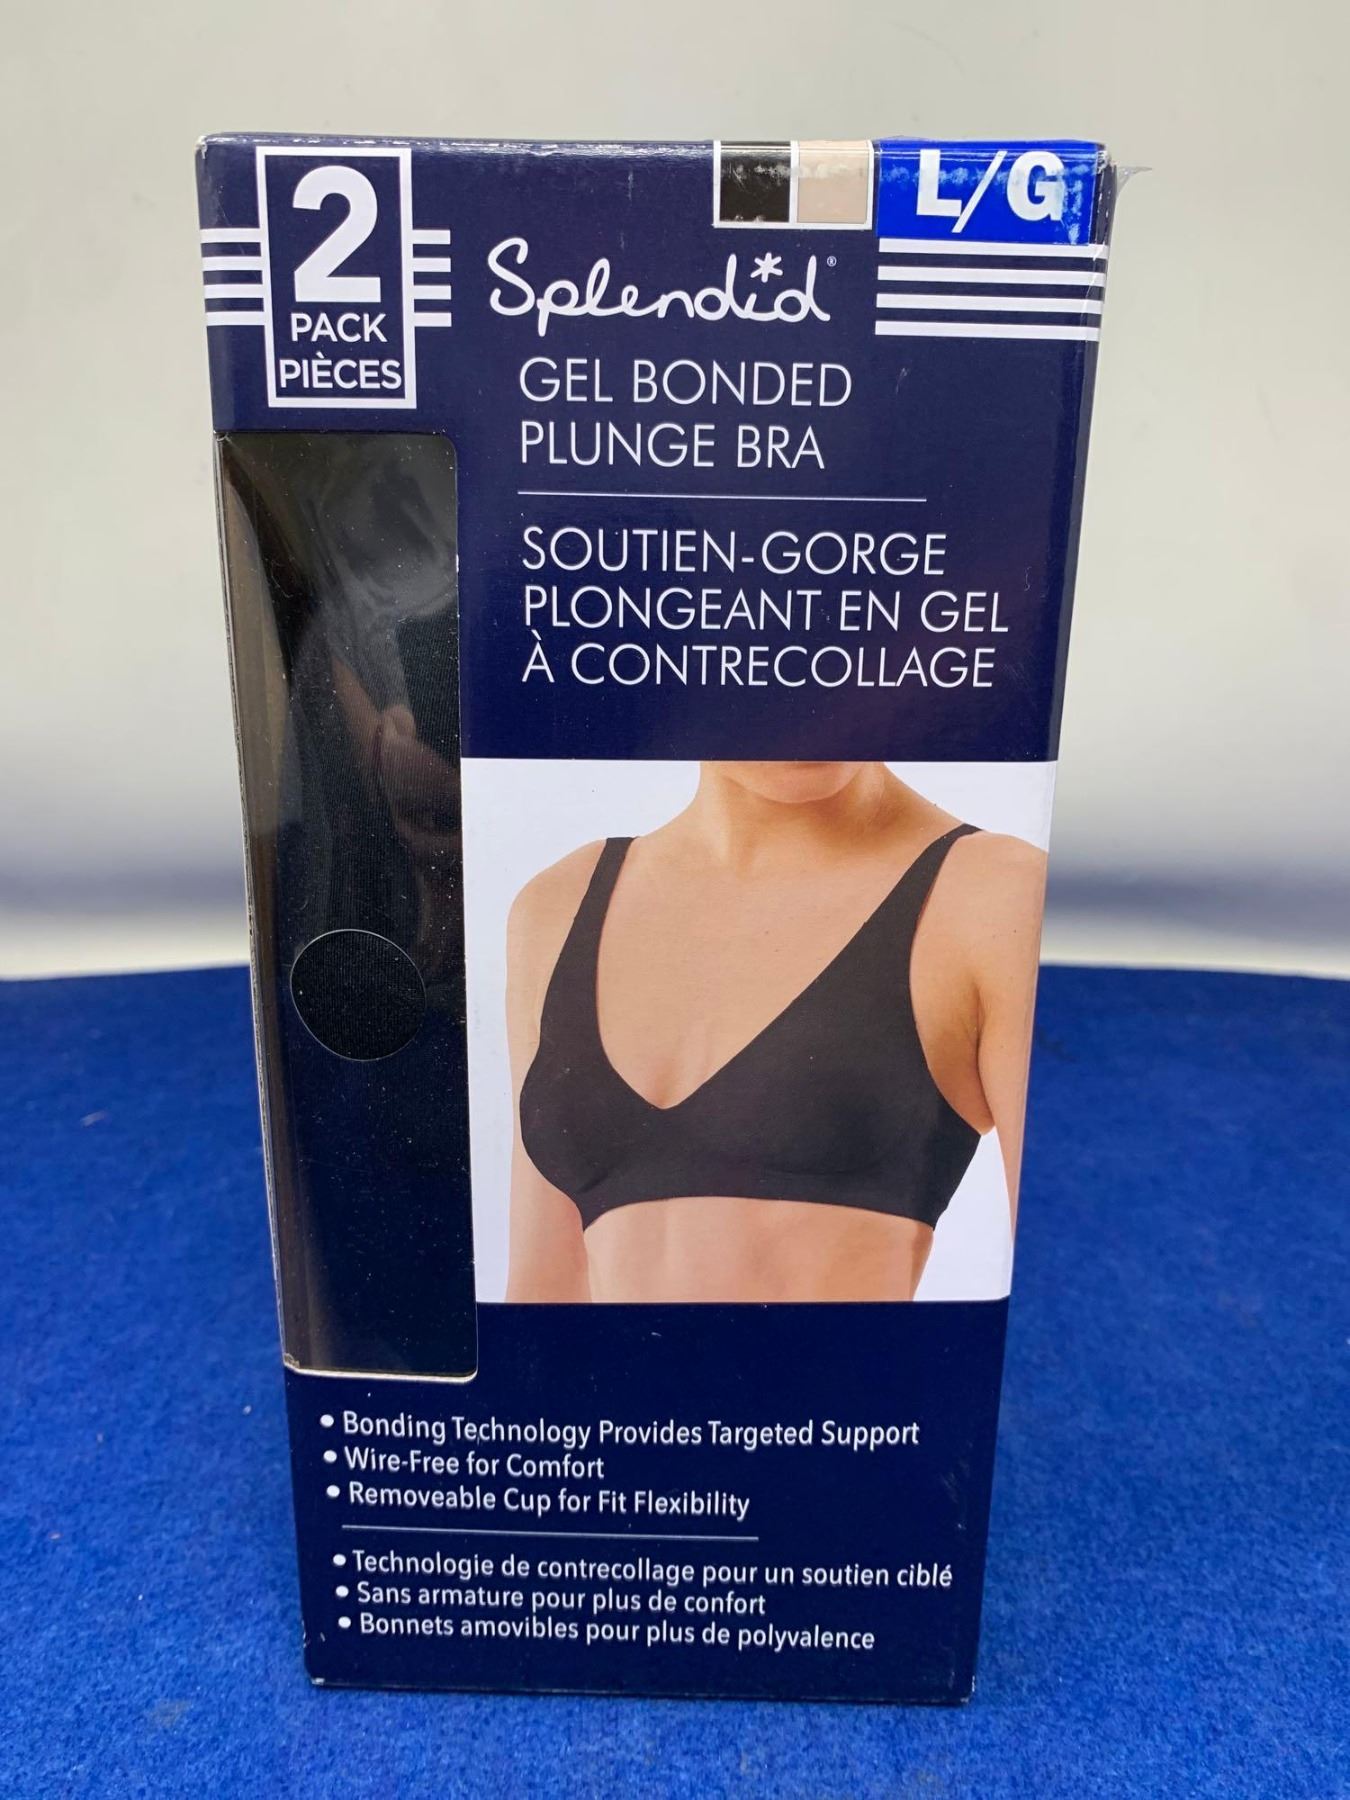 2
PACK
PIÈCES
L/G
Splendid®
GEL BONDED
PLUNGE BRA
SOUTIEN-GORGE
PLONGEANT EN GEL
À CONTRECOLLAGE
• Bonding Technology Provides Targeted Support
• Wire-Free for Comfort
• Removeable Cup for Fit Flexibility
• Technologie de contrecollage pour un soutien ciblé
• Sans armature pour plus de confort
• Bonnets amovibles pour plus de polyvalence